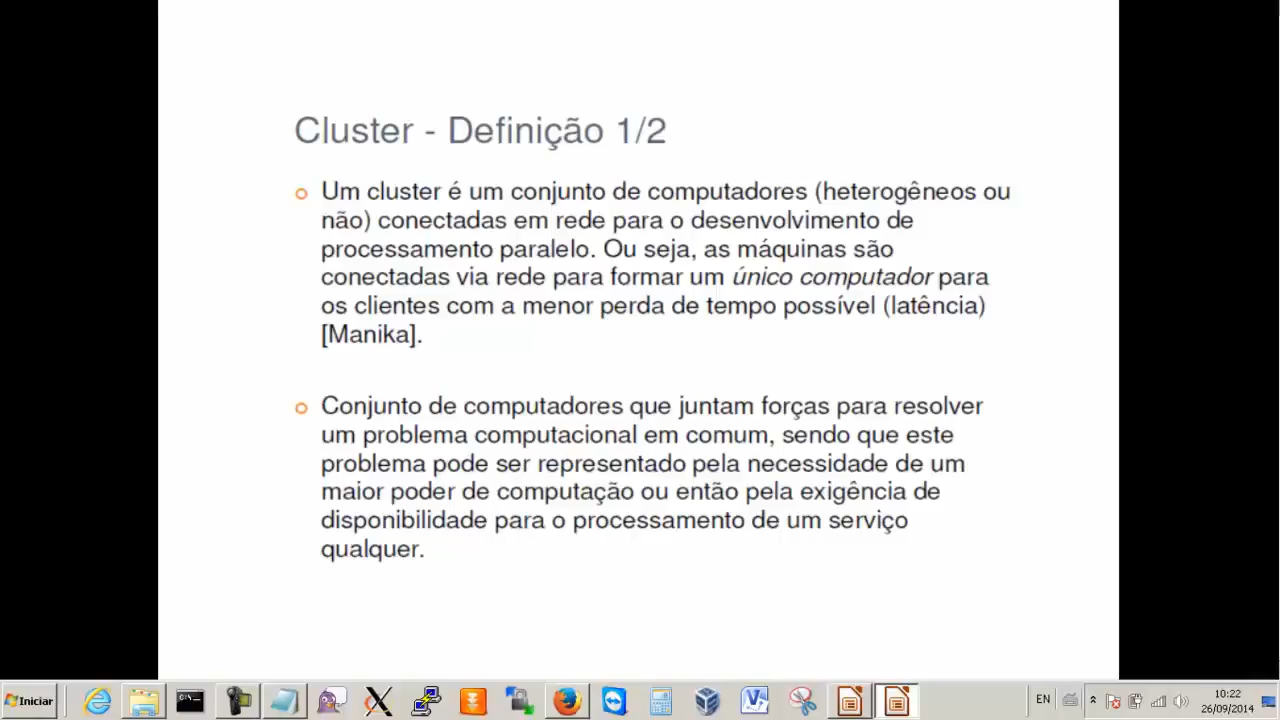 Cluster - Definição 1/2
Um cluster é um conjunto de computadores (heterogêneos ou
não) conectadas em rede para o desenvolvimento de
processamento paralelo. Ou seja, as máquinas são
conectadas via rede para formar um único computador para
os clientes com a menor perda de tempo possível (latência)
[Manika].
Conjunto de computadores que juntam forças para resolver
um problema computacional em comum, sendo que este
problema pode ser representado pela necessidade de um
maior poder de computação ou então pela exigência de
disponibilidade para o processamento de um serviço
qualquer.
Iniciar
EN
10:22
26/09/2014